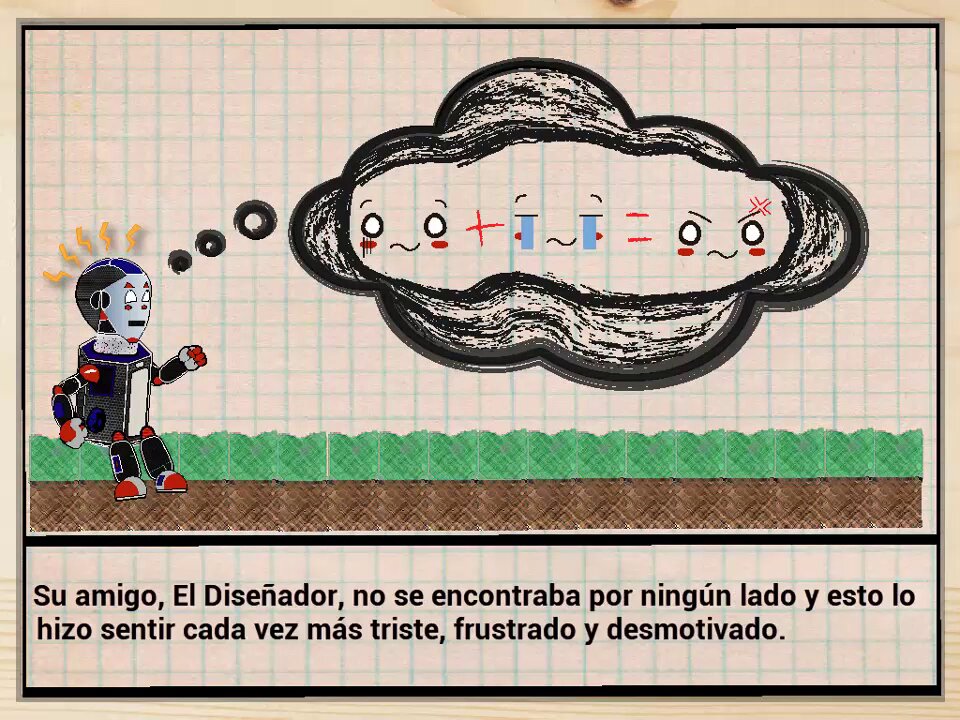 Su amigo, El Diseñador, no se encontraba por ningún lado y esto lo
hizo sentir cada vez más triste, frustrado y desmotivado.